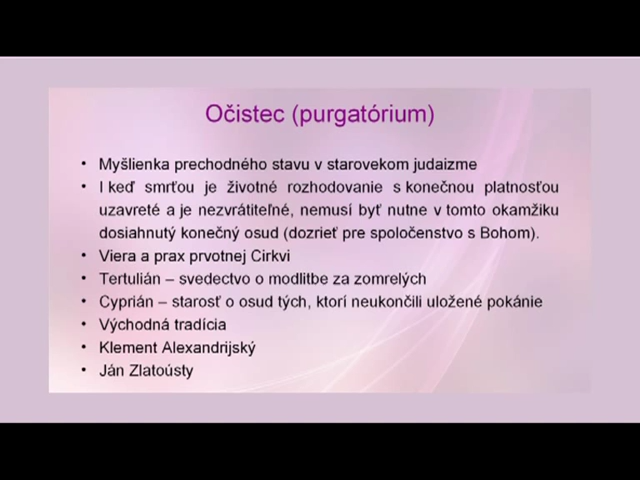 Očistec (purgatórium)
• Myšlienka prechodného stavu v starovekom judaizme
• I keď smrťou je životné rozhodovanie s konečnou platnosťou
uzavreté a je nezvrátiteľné, nemusí byť nutne v tomto okamžiku
dosiahnutý konečný osud (dozrieť pre spoločenstvo s Bohom).
• Viera a prax prvotnej Cirkvi
• Tertulián – svedectvo o modlitbe za zomrelých
• Cyprián – starosť o osud tých, ktorí neukončili uložené pokánie
• Východná tradícia
• Klement Alexandrijský
• Ján Zlatoústy